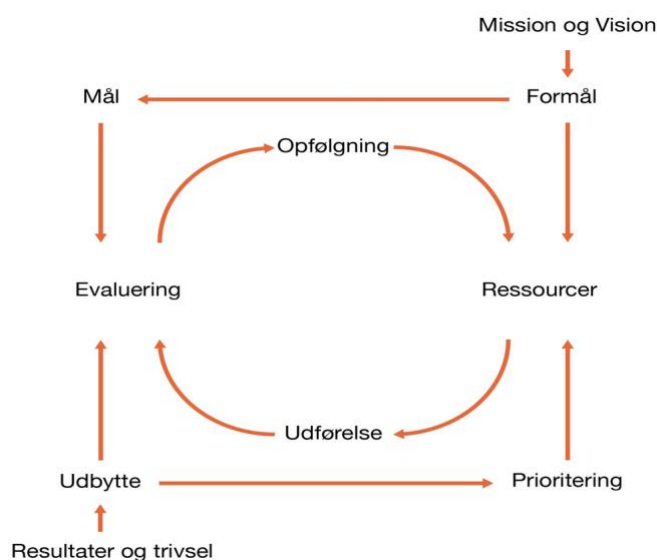 Mission og Vision
Mål
Formål
Opfølgning
Evaluering
Ressourcer
Udførelse
Udbytte
Prioritering
Resultater og trivsel